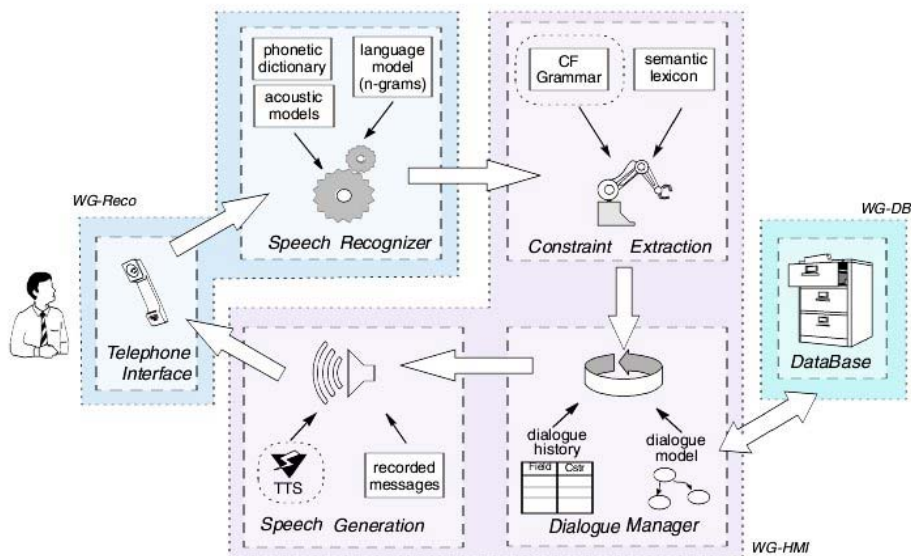 phonetic
dictionary
language
model
(n-grams)
acoustic
models
Speech Recognizer
CF
Grammar
semantic
lexicon
Constraint Extraction
WG-Reco
WG-DB
Telephone
Interface
DataBase
TTS
recorded
messages
Speech Generation
dialogue
history
Field Cstr
dialogue
model
Dialogue Manager
WG-HMI